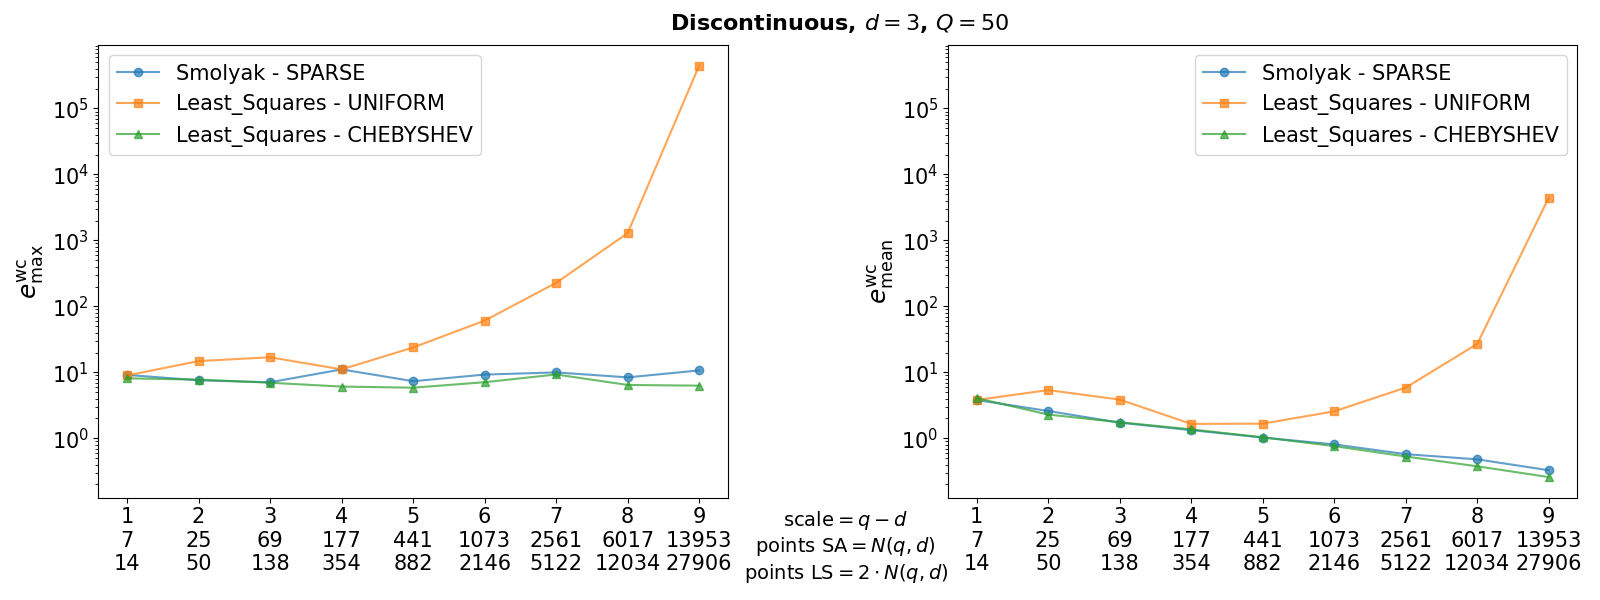 Discontinuous, d = 3, Q = 50
Smolyak - SPARSE
Least_Squares - UNIFORM
Least_Squares - CHEBYSHEV
e^wc_max
10^5
10^4
10^3
10^2
10^1
10^0
1 2 3 4 5 6 7 8 9
7 25 69 177 441 1073 2561 6017 13953
14 50 138 354 882 2146 5122 12034 27906
scale = q − d
points SA = N(q, d)
points LS = 2 · N(q, d)
Smolyak - SPARSE
Least_Squares - UNIFORM
Least_Squares - CHEBYSHEV
e^wc_mean
10^5
10^4
10^3
10^2
10^1
10^0
1 2 3 4 5 6 7 8 9
7 25 69 177 441 1073 2561 6017 13953
14 50 138 354 882 2146 5122 12034 27906